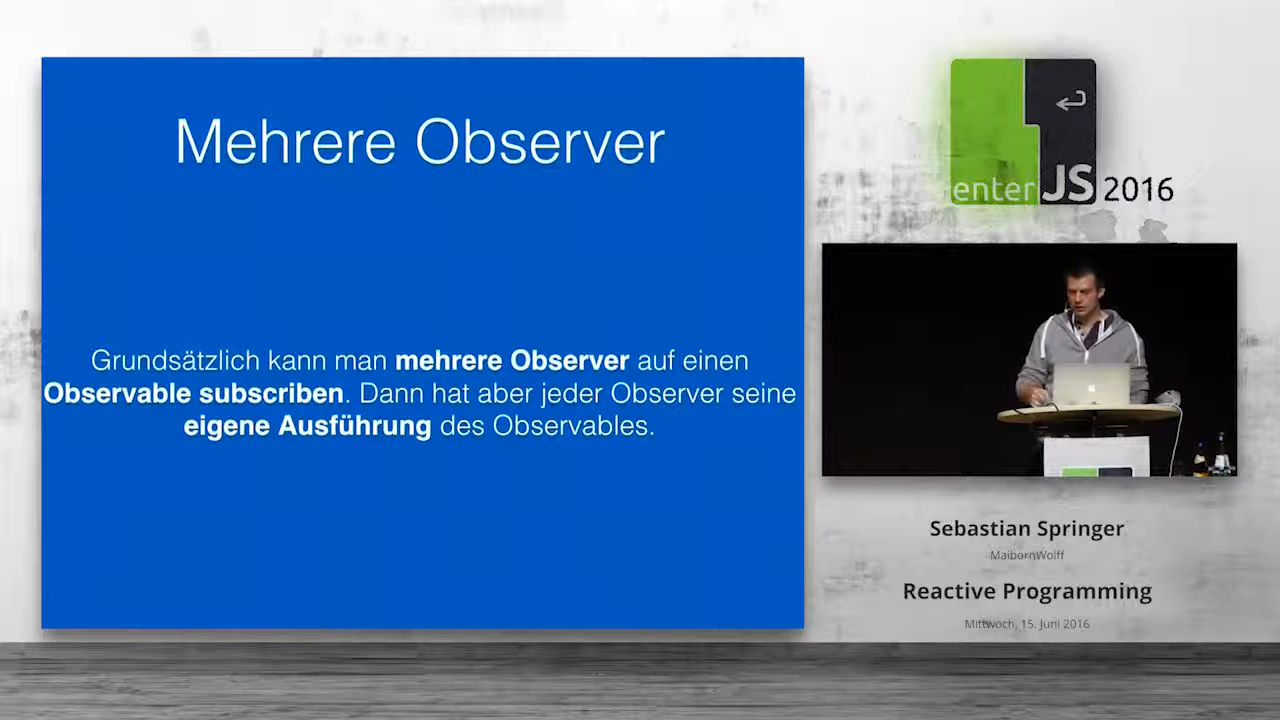 Mehrere Observer
Grundsätzlich kann man mehrere Observer auf einen
Observable subscriben. Dann hat aber jeder Observer seine
eigene Ausführung des Observables.
enterJS 2016
Sebastian Springer
MaibornWolff
Reactive Programming
Mittwoch, 15. Juni 2016